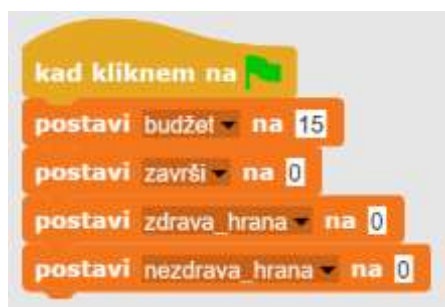 kad kliknem na
postavi budžet na 15
postavi završi na 0
postavi zdrava_hrana na 0
postavi nezdrava_hrana na 0